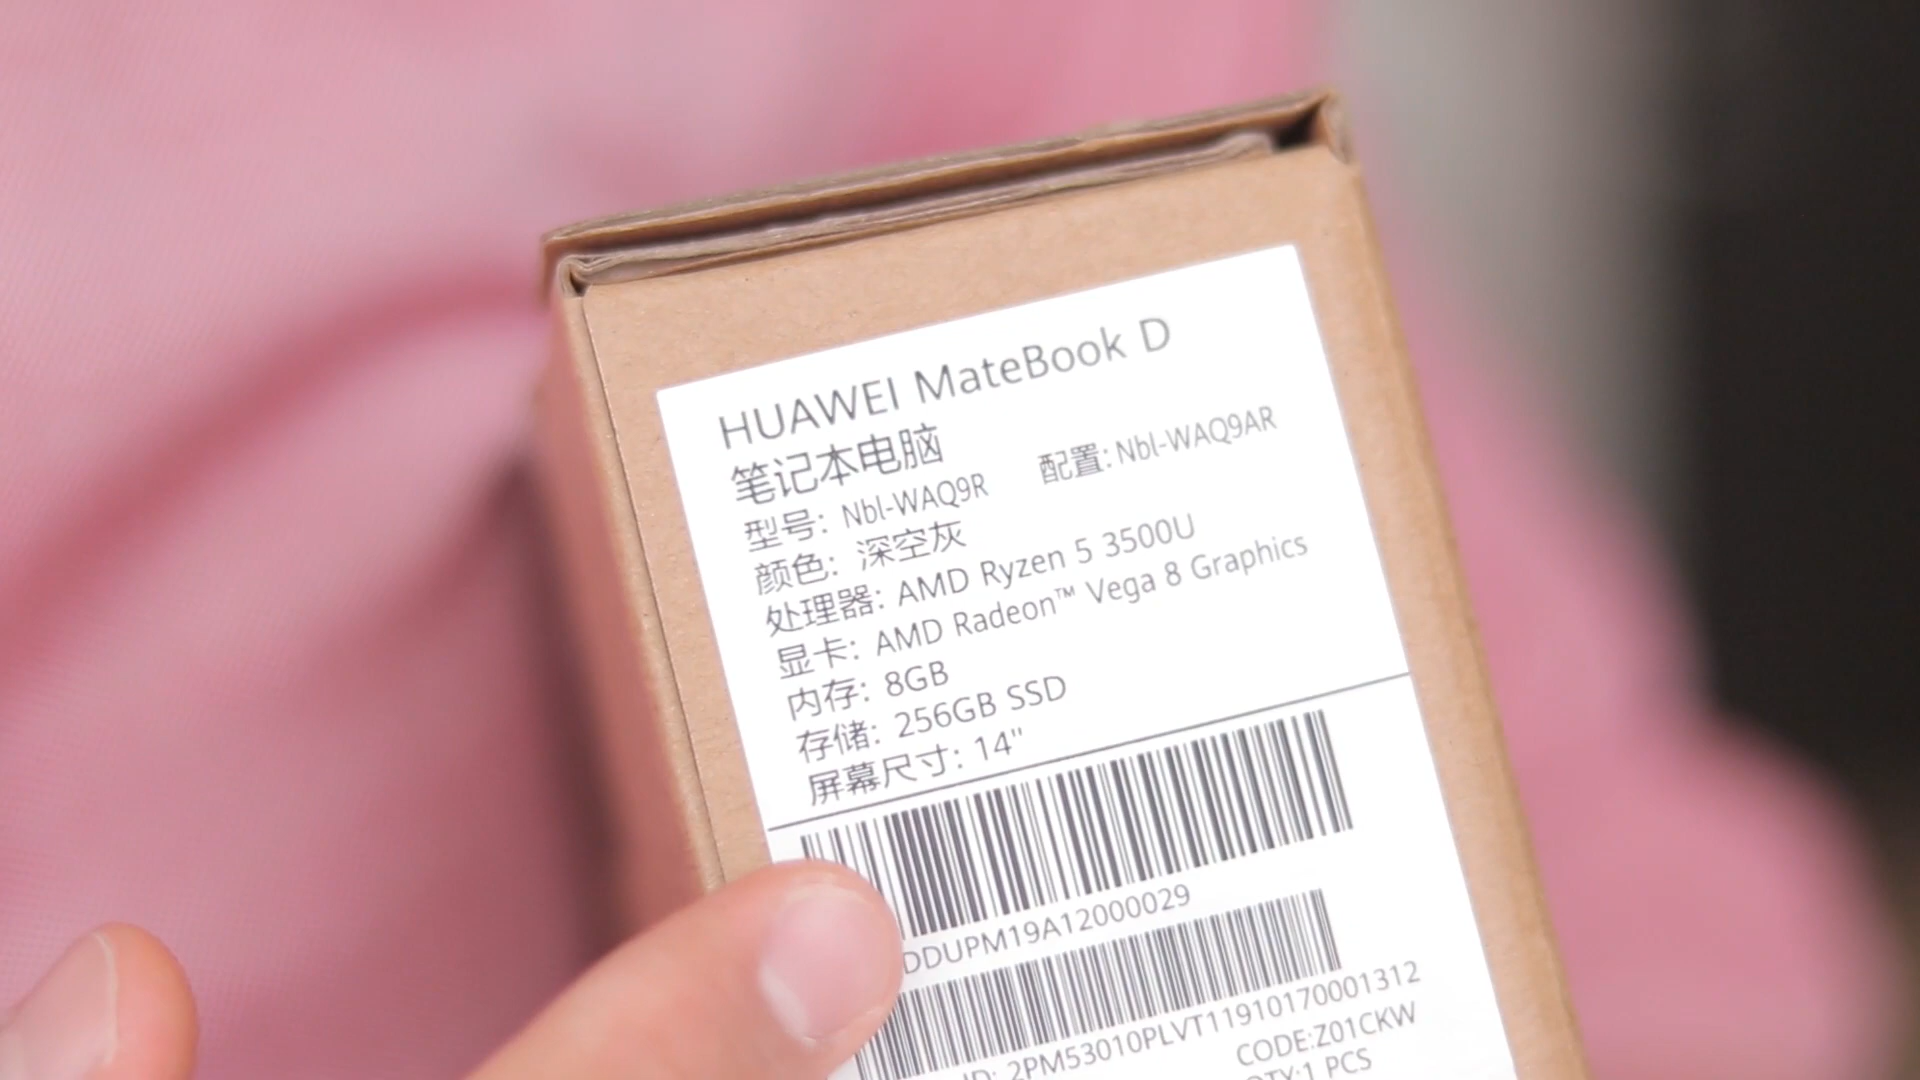 HUAWEI MateBook D
笔记本电脑
型号: Nbl-WAQ9R 配置: Nbl-WAQ9AR
颜色: 深空灰
处理器: AMD Ryzen 5 3500U
显卡: AMD Radeon™ Vega 8 Graphics
内存: 8GB
存储: 256GB SSD
屏幕尺寸: 14"
DDUPM19A12000029
ID: 2PM53010PLVT11910170001312
CODE:Z01CKW
QTY:1 PCS